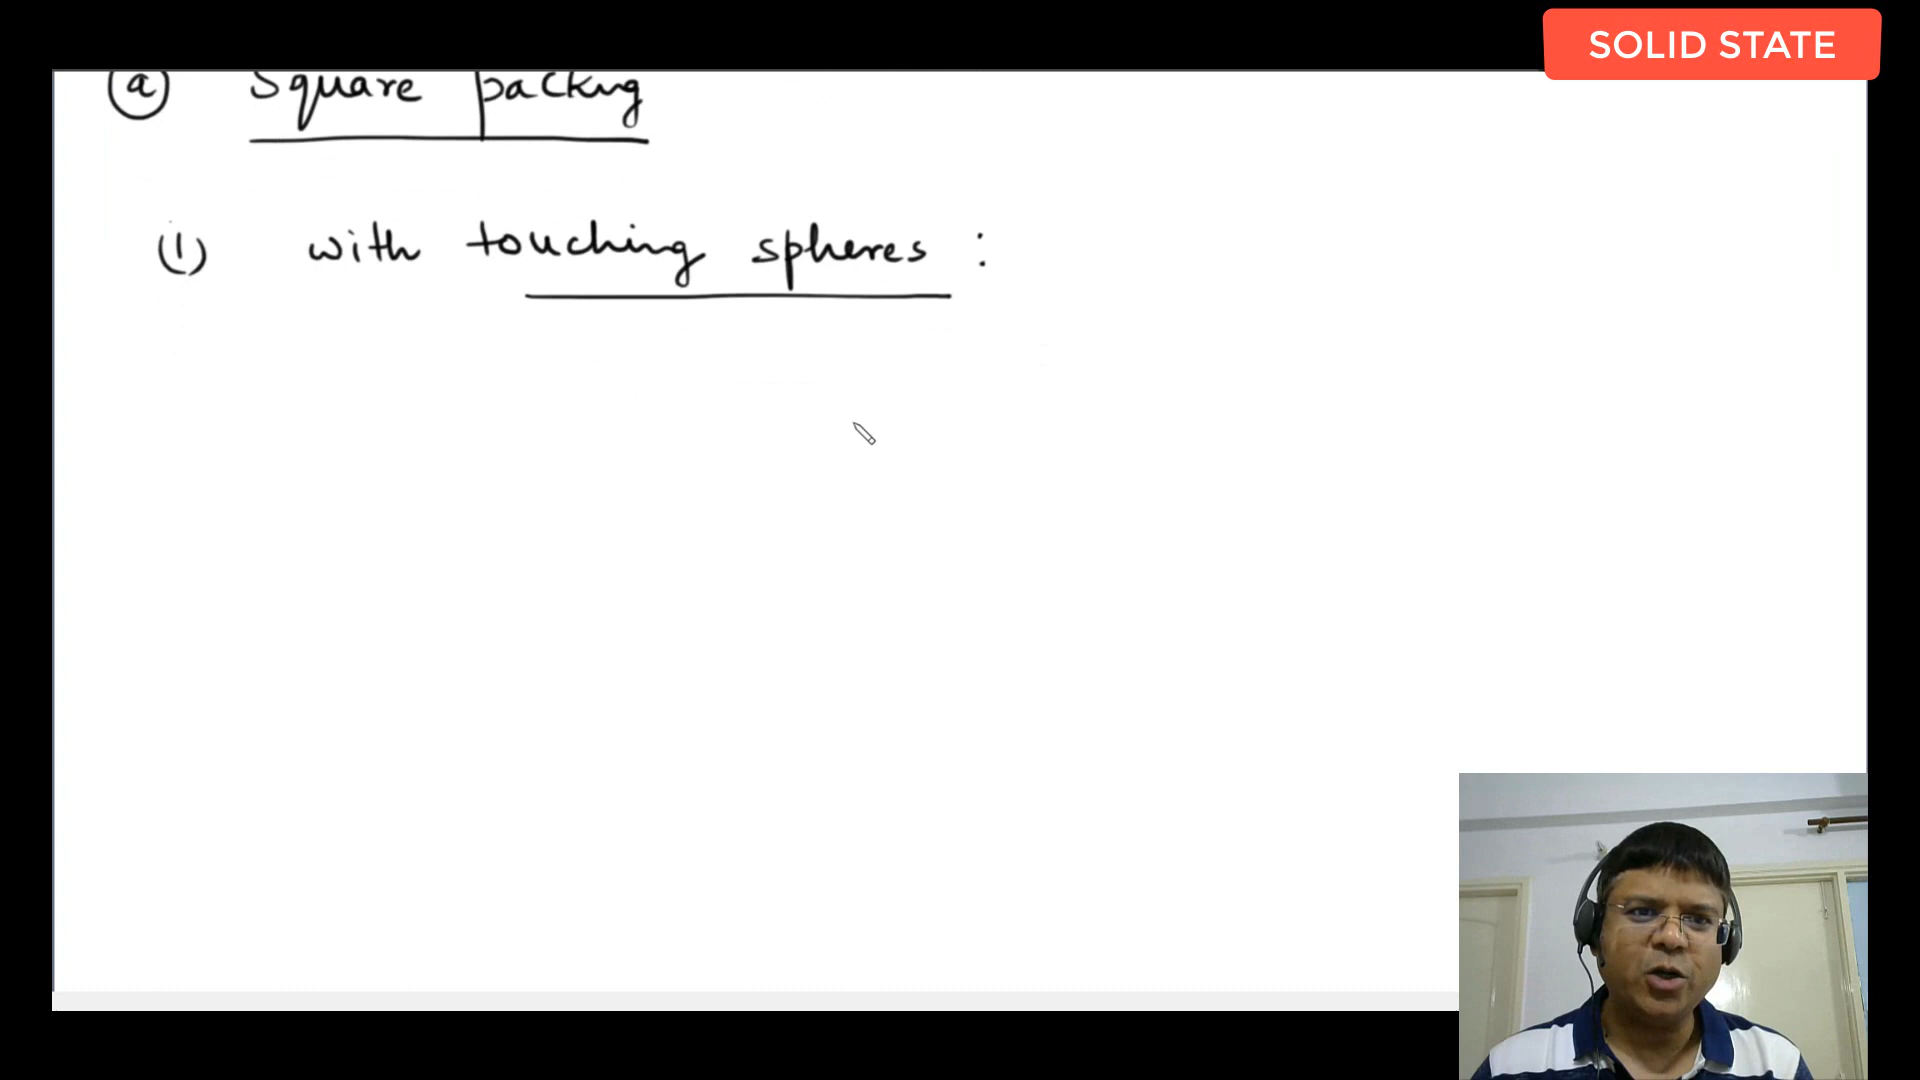 SOLID STATE
(a) Square packing
(1) with touching spheres :